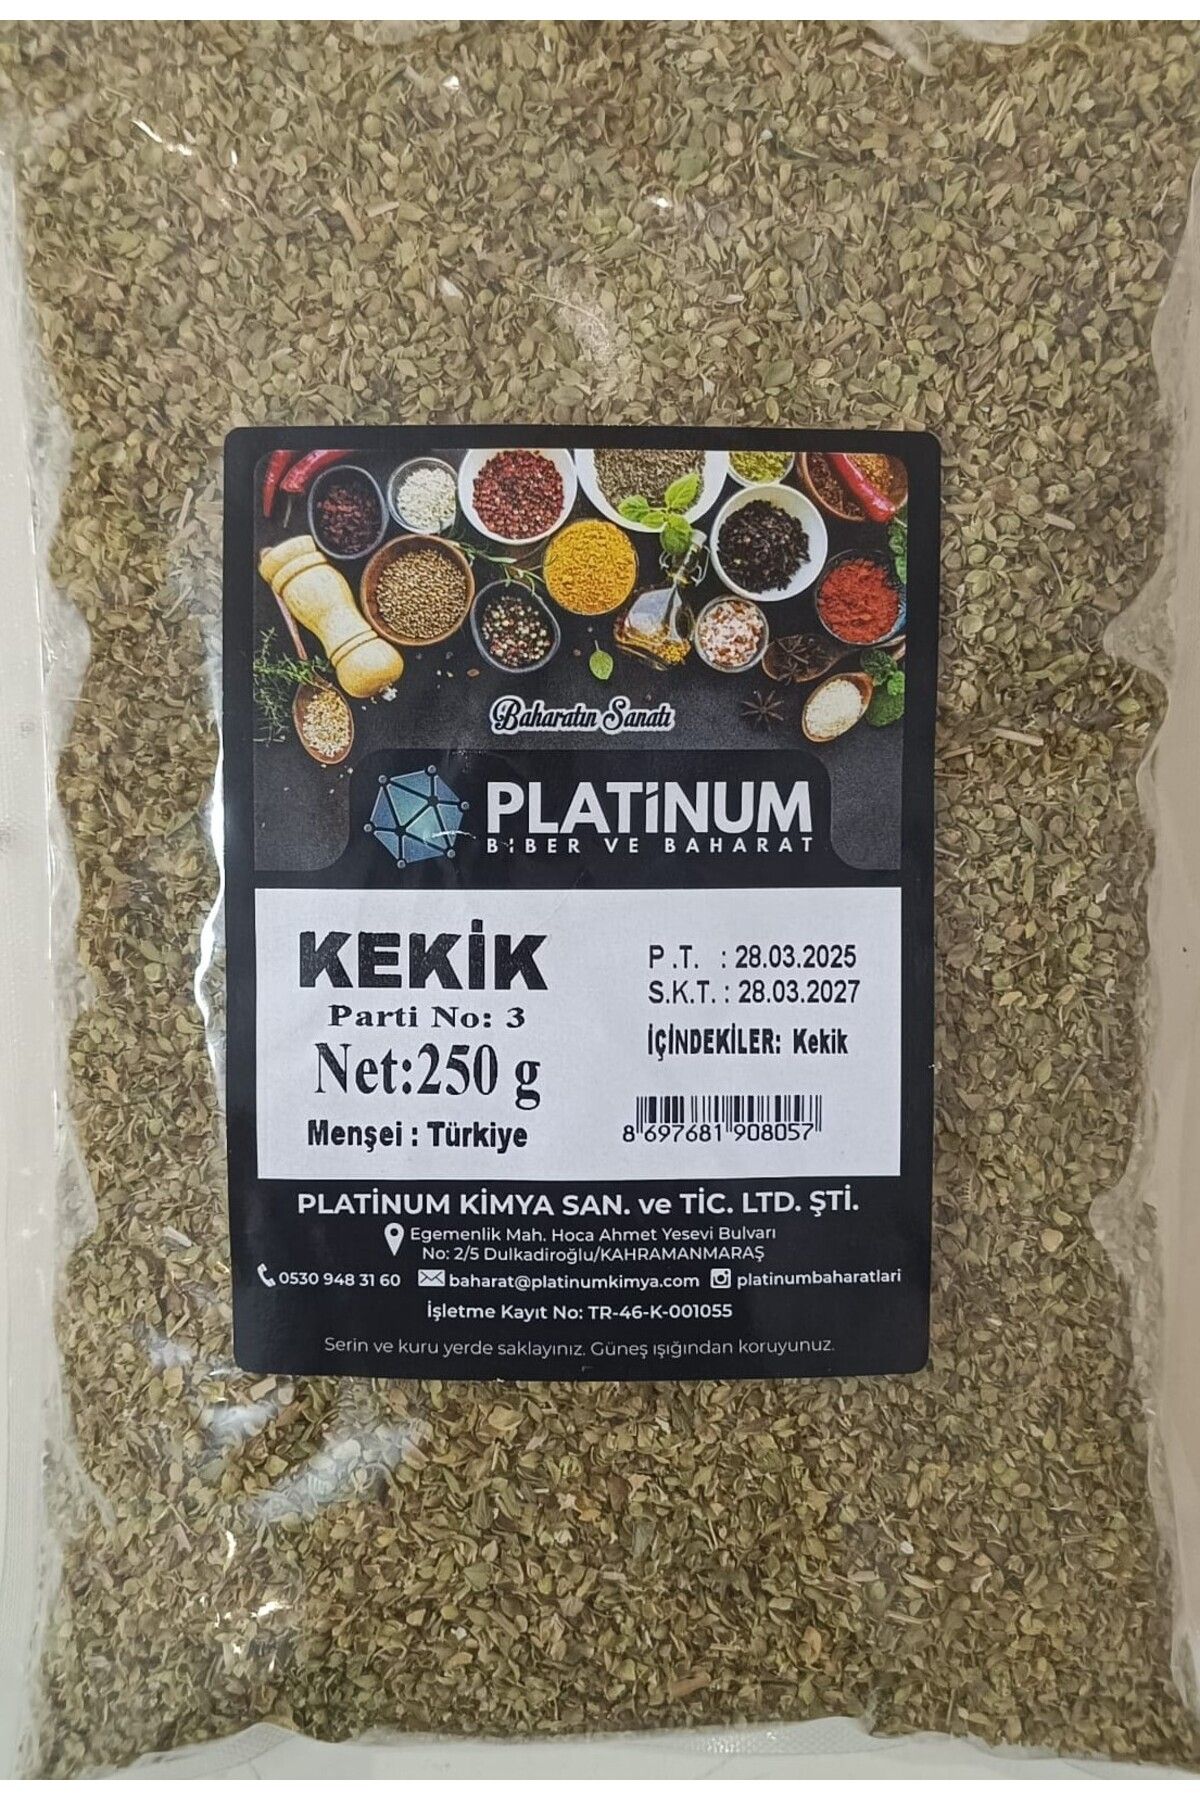 Baharatın Sanatı
PLATiNUM
BİBER VE BAHARAT
KEKİK
Parti No: 3
Net:250 g
Menşei : Türkiye
P .T. : 28.03.2025
S.K.T. : 28.03.2027
İÇİNDEKİLER: Kekik
8 697681 908057
PLATİNUM KİMYA SAN. ve TİC. LTD. ŞTİ.
Egemenlik Mah. Hoca Ahmet Yesevi Bulvarı
No: 2/5 Dulkadiroğlu/KAHRAMANMARAŞ
0530 948 31 60 baharat@platinumkimya.com platinumbaharatlari
İşletme Kayıt No: TR-46-K-001055
Serin ve kuru yerde saklayınız. Güneş ışığından koruyunuz.